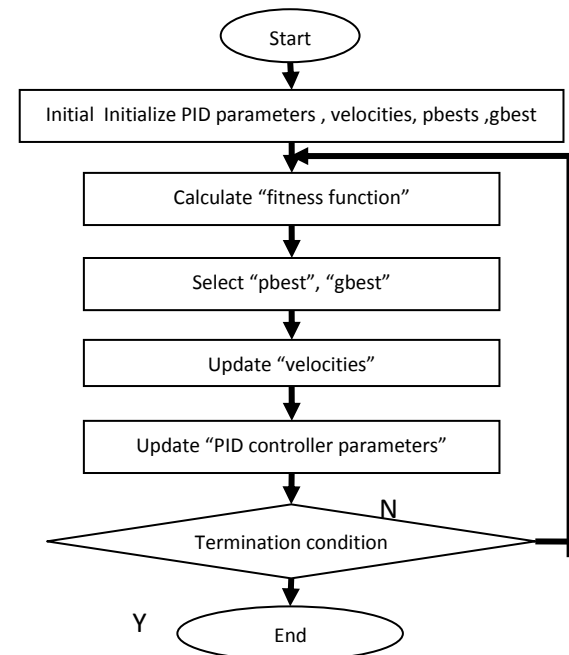 Start
Initial Initialize PID parameters , velocities, pbests ,gbest
Calculate “fitness function”
Select “pbest”, “gbest”
Update “velocities”
Update “PID controller parameters”
N
Termination condition
Y
End